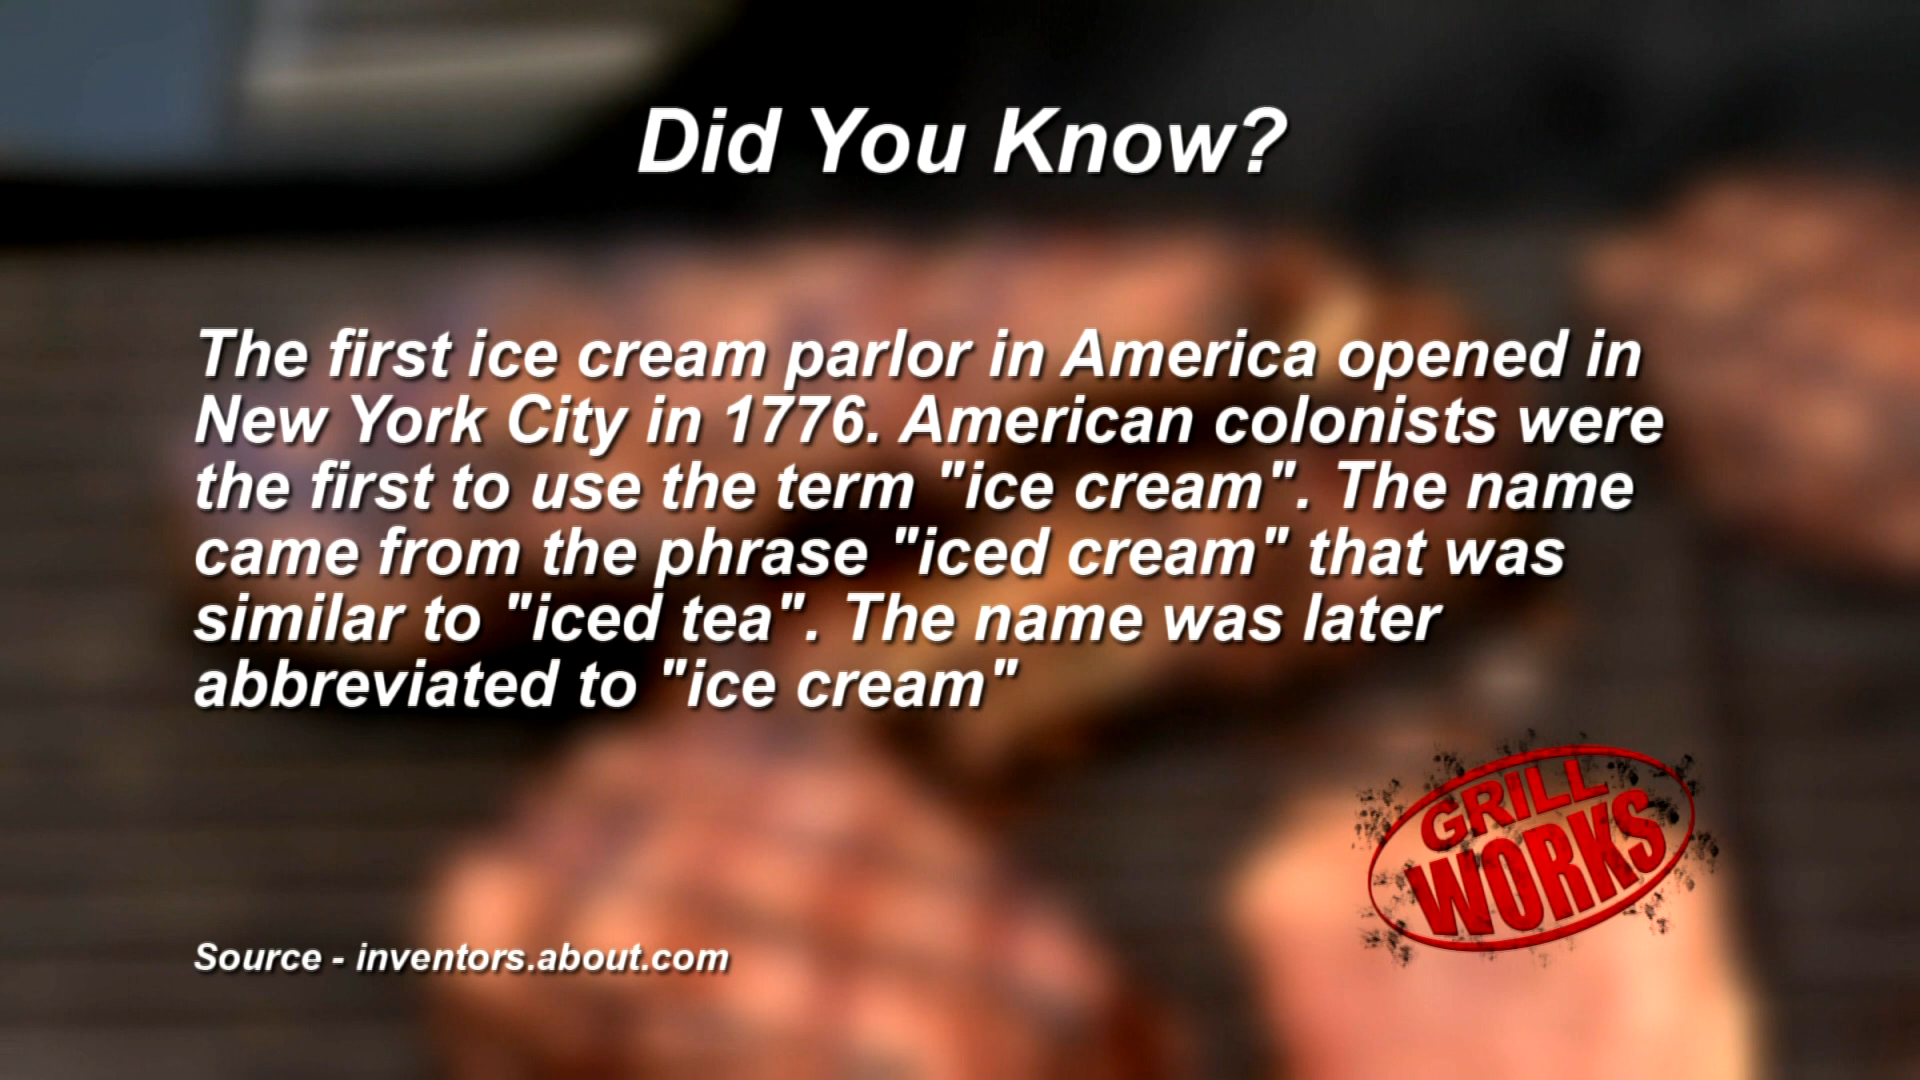 Did You Know?
The first ice cream parlor in America opened in
New York City in 1776. American colonists were
the first to use the term "ice cream". The name
came from the phrase "iced cream" that was
similar to "iced tea". The name was later
abbreviated to "ice cream"
GRILL
WORKS
Source - inventors.about.com